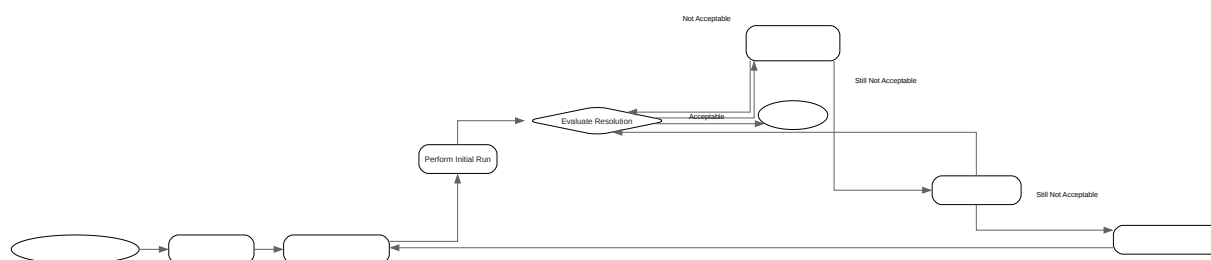 Not Acceptable
Still Not Acceptable
Evaluate Resolution
Acceptable
Perform Initial Run
Still Not Acceptable